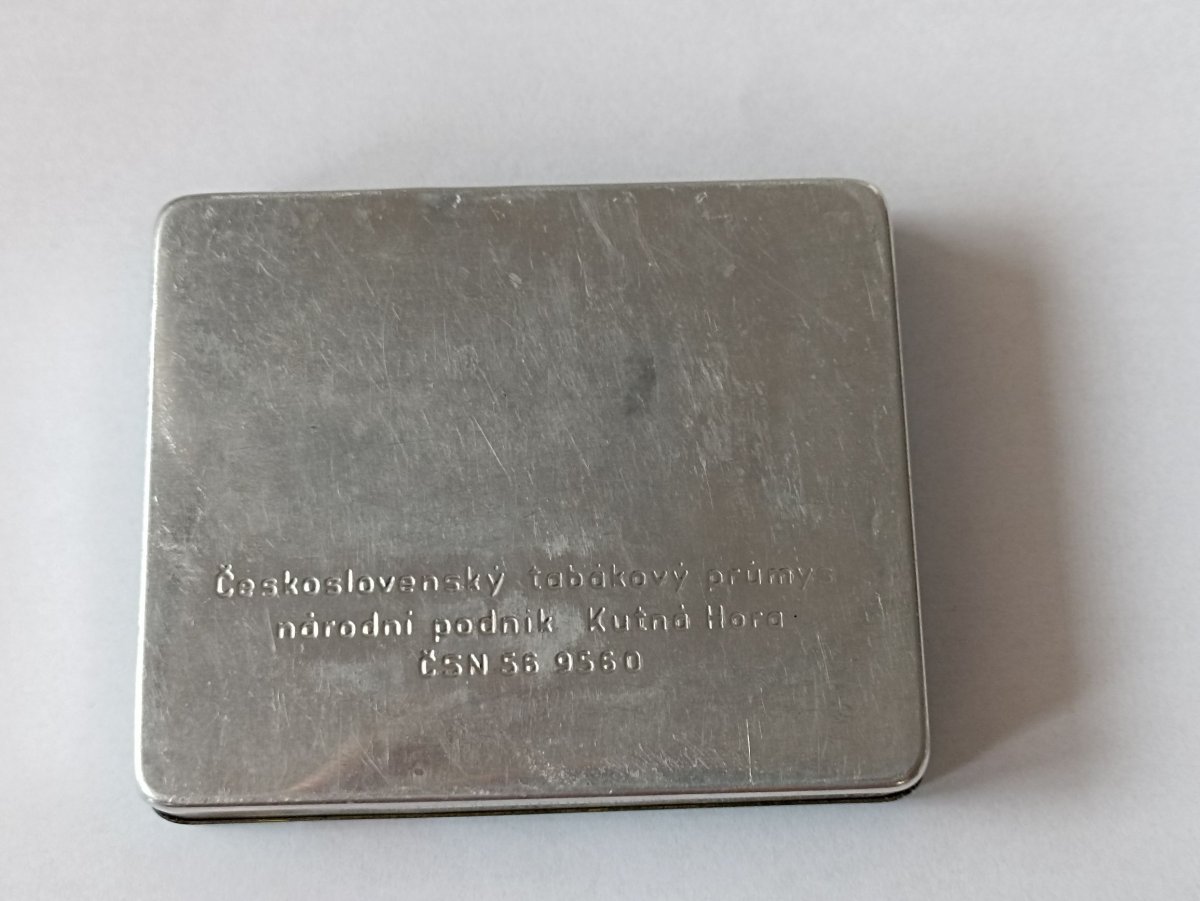 Československý tabákový průmys
národní podnik Kutná Hora
ČSN 56 9560